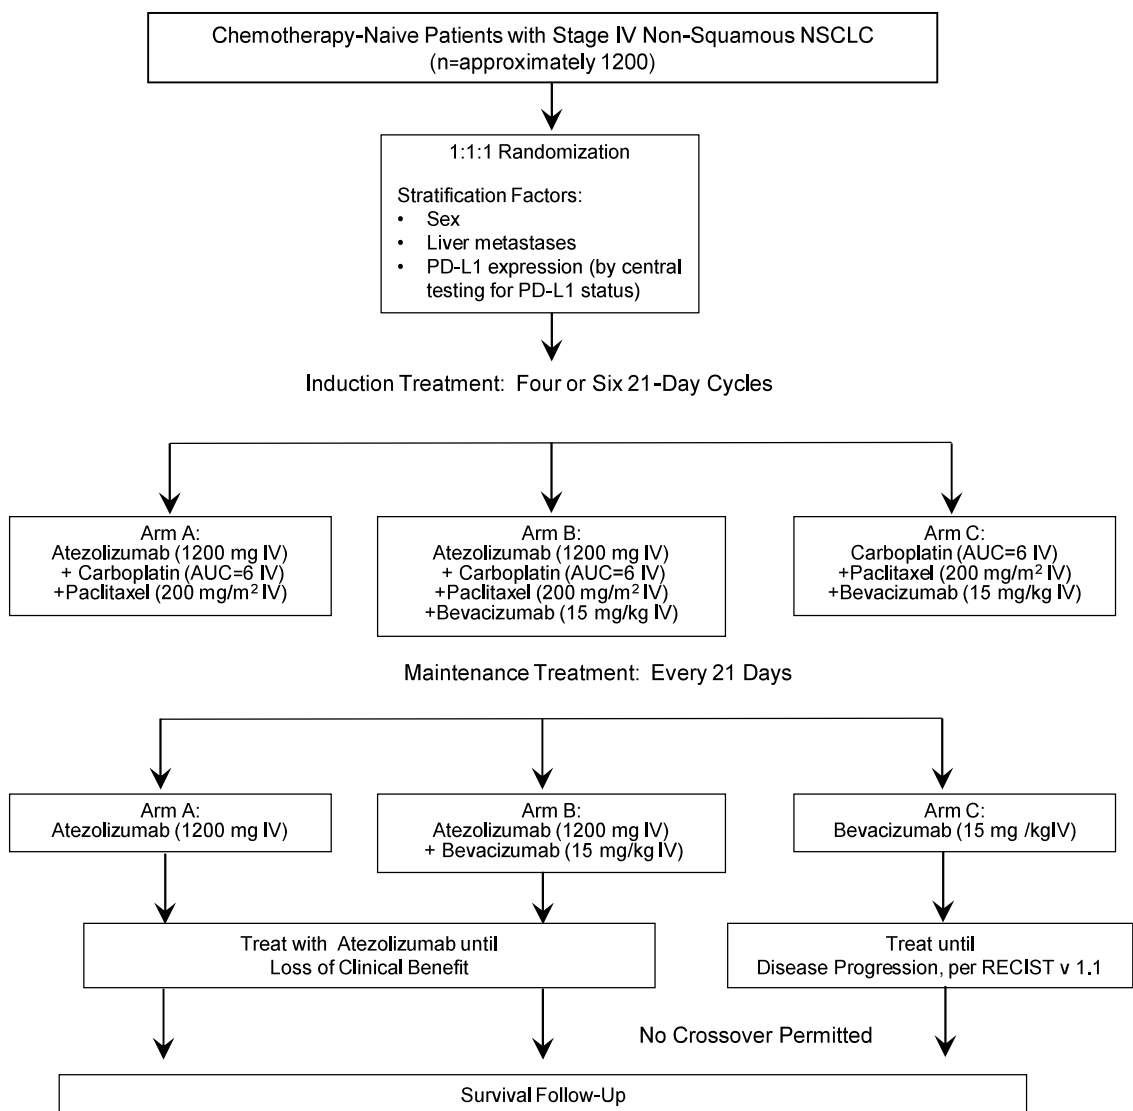 Chemotherapy-Naive Patients with Stage IV Non-Squamous NSCLC
(n=approximately 1200)
1:1:1 Randomization
Stratification Factors:
• Sex
• Liver metastases
• PD-L1 expression (by central
testing for PD-L1 status)
Induction Treatment: Four or Six 21-Day Cycles
Arm A:
Atezolizumab (1200 mg IV)
+ Carboplatin (AUC=6 IV)
+Paclitaxel (200 mg/m² IV)
Arm B:
Atezolizumab (1200 mg IV)
+ Carboplatin (AUC=6 IV)
+Paclitaxel (200 mg/m² IV)
+Bevacizumab (15 mg/kg IV)
Arm C:
Carboplatin (AUC=6 IV)
+Paclitaxel (200 mg/m² IV)
+Bevacizumab (15 mg/kg IV)
Maintenance Treatment: Every 21 Days
Arm A:
Atezolizumab (1200 mg IV)
Arm B:
Atezolizumab (1200 mg IV)
+ Bevacizumab (15 mg/kg IV)
Arm C:
Bevacizumab (15 mg /kgIV)
Treat with Atezolizumab until
Loss of Clinical Benefit
Treat until
Disease Progression, per RECIST v 1.1
No Crossover Permitted
Survival Follow-Up